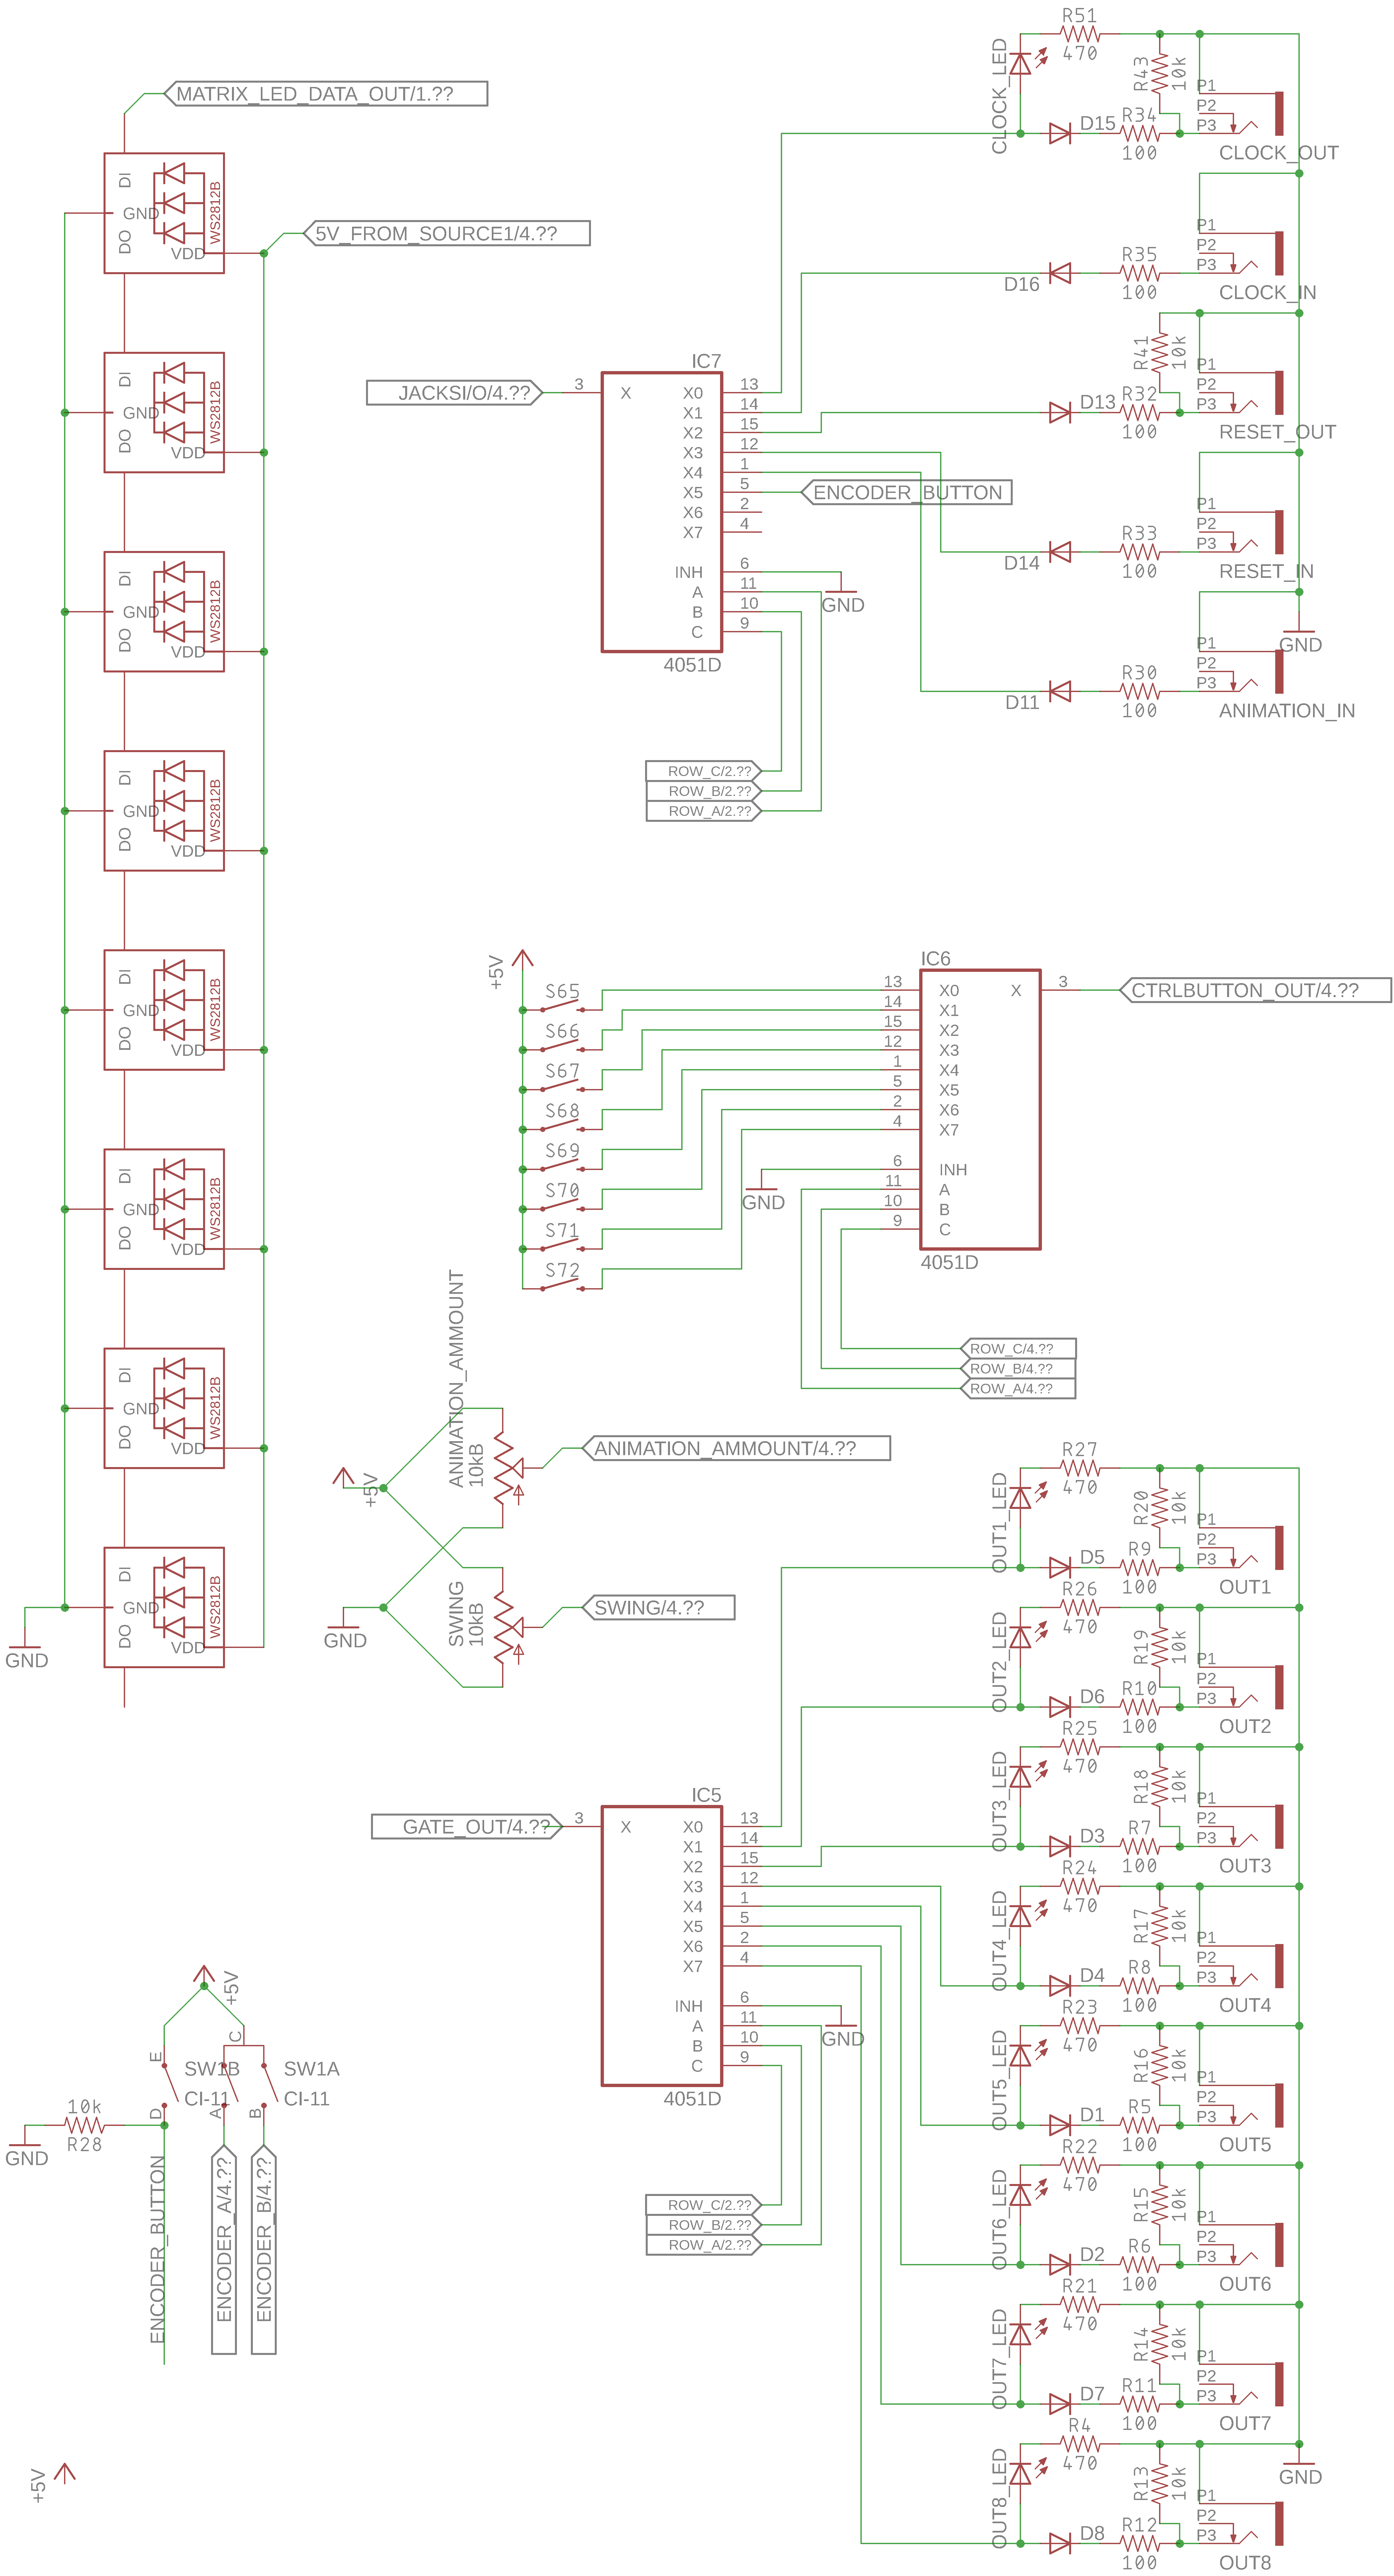 MATRIX_LED_DATA_OUT/1.??
5V_FROM_SOURCE1/4.??
DI
GND
DO
VDD
WS2812B
DI
GND
DO
VDD
WS2812B
DI
GND
DO
VDD
WS2812B
DI
GND
DO
VDD
WS2812B
DI
GND
DO
VDD
WS2812B
DI
GND
DO
VDD
WS2812B
DI
GND
DO
VDD
WS2812B
DI
GND
DO
VDD
WS2812B
GND
JACKSI/O/4.??
IC7
3 X X0 13
X1 14
X2 15
X3 12
X4 1
X5 5
X6 2
X7 4
INH 6
A 11
B 10
C 9
4051D
ENCODER_BUTTON
GND
ROW_C/2.??
ROW_B/2.??
ROW_A/2.??
CLOCK_LED
R51
470
R43
10k
D15
R34
100
P1
P2
P3
CLOCK_OUT
D16
R35
100
P1
P2
P3
CLOCK_IN
R41
10k
D13
R32
100
P1
P2
P3
RESET_OUT
D14
R33
100
P1
P2
P3
RESET_IN
GND
D11
R30
100
P1
P2
P3
ANIMATION_IN
+5V
S65
S66
S67
S68
S69
S70
S71
S72
IC6
13 X0 X 3
14 X1
15 X2
12 X3
1 X4
5 X5
2 X6
4 X7
6 INH
11 A
10 B
9 C
4051D
GND
CTRLBUTTON_OUT/4.??
ROW_C/4.??
ROW_B/4.??
ROW_A/4.??
ANIMATION_AMMOUNT
10kB
ANIMATION_AMMOUNT/4.??
+5V
SWING
10kB
SWING/4.??
GND
GATE_OUT/4.??
IC5
3 X X0 13
X1 14
X2 15
X3 12
X4 1
X5 5
X6 2
X7 4
INH 6
A 11
B 10
C 9
4051D
GND
ROW_C/2.??
ROW_B/2.??
ROW_A/2.??
OUT1_LED
R27
470
R20
10k
D5
R9
100
P1
P2
P3
OUT1
OUT2_LED
R26
470
R19
10k
D6
R10
100
P1
P2
P3
OUT2
OUT3_LED
R25
470
R18
10k
D3
R7
100
P1
P2
P3
OUT3
OUT4_LED
R24
470
R17
10k
D4
R8
100
P1
P2
P3
OUT4
OUT5_LED
R23
470
R16
10k
D1
R5
100
P1
P2
P3
OUT5
OUT6_LED
R22
470
R15
10k
D2
R6
100
P1
P2
P3
OUT6
OUT7_LED
R21
470
R14
10k
D7
R11
100
P1
P2
P3
OUT7
OUT8_LED
R4
470
R13
10k
D8
R12
100
P1
P2
P3
OUT8
GND
+5V
E
C
SW1B
SW1A
CI-11
CI-11
D
A
B
10k
R28
GND
ENCODER_BUTTON
ENCODER_A/4.??
ENCODER_B/4.??
+5V